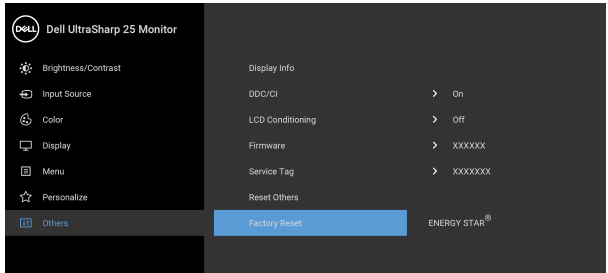 DELL Dell UltraSharp 25 Monitor
Brightness/Contrast
Input Source
Color
Display
Menu
Personalize
Others
Display Info
DDC/CI > On
LCD Conditioning > Off
Firmware > XXXXXX
Service Tag > XXXXXXX
Reset Others
Factory Reset ENERGY STAR®